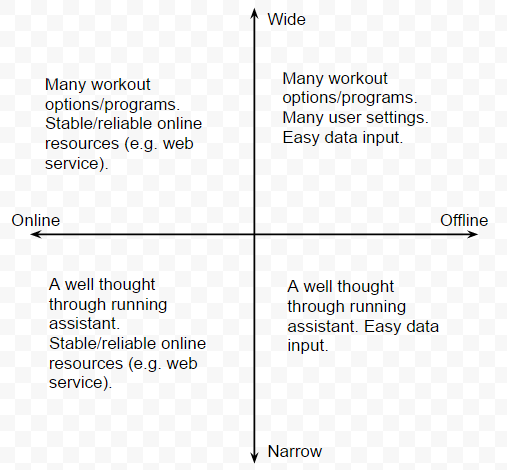 Wide
Many workout
options/programs.
Stable/reliable online
resources (e.g. web
service).
Many workout
options/programs.
Many user settings.
Easy data input.
Online
Offline
A well thought
through running
assistant.
Stable/reliable online
resources (e.g. web
service).
A well thought
through running
assistant. Easy data
input.
Narrow